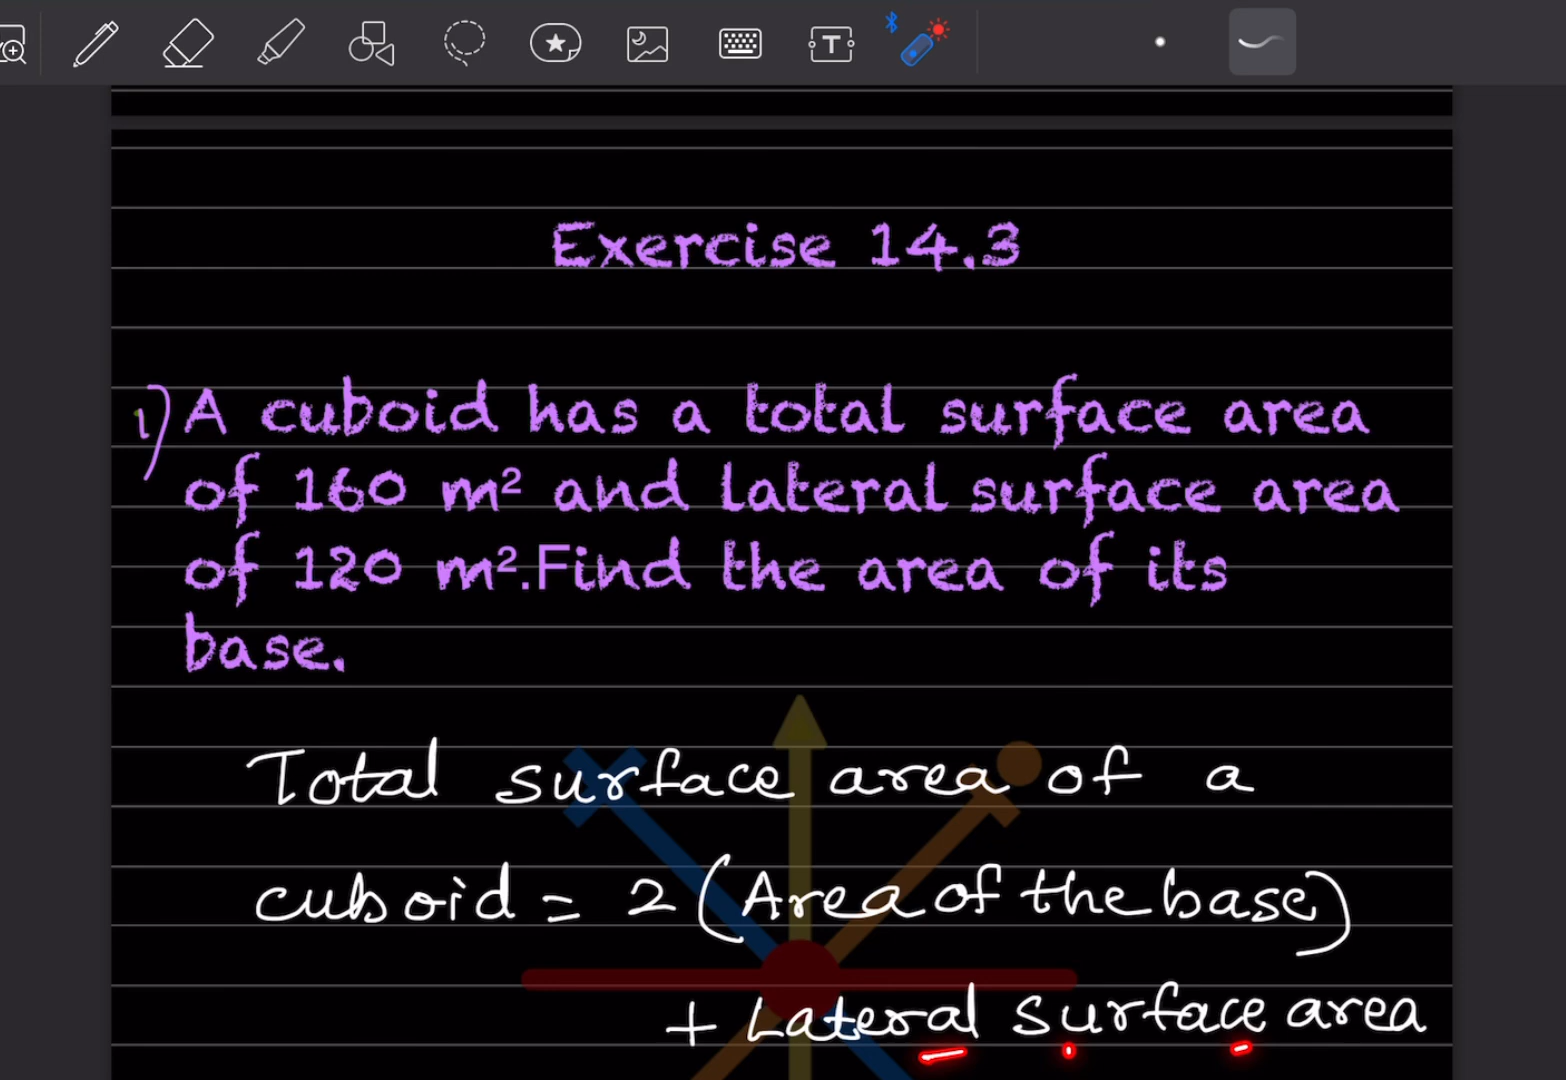 Exercise 14.3
1) A cuboid has a total surface area
of 160 m² and lateral surface area
of 120 m².Find the area of its
base.
Total surface area of a
cuboid = 2 (Area of the base)
+ Lateral surface area